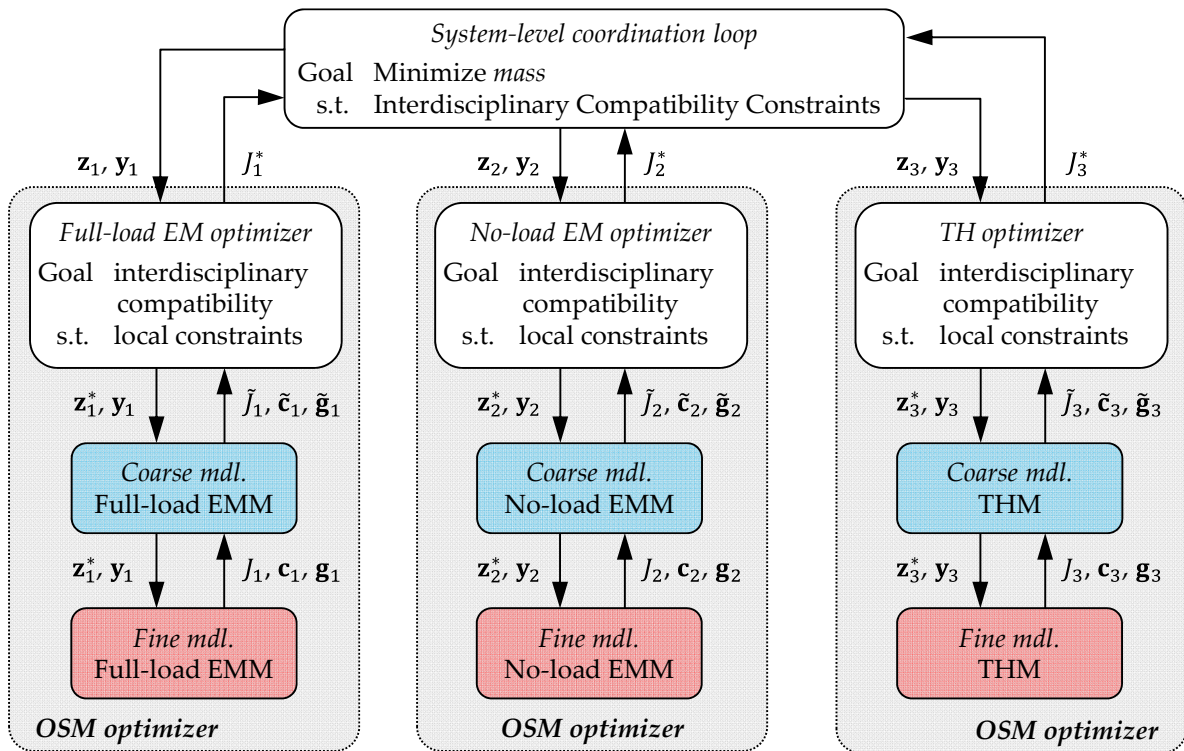 System-level coordination loop
Goal Minimize mass
s.t. Interdisciplinary Compatibility Constraints
z₁, y₁
J₁*
z₂, y₂
J₂*
z₃, y₃
J₃*
Full-load EM optimizer
Goal interdisciplinary
compatibility
s.t. local constraints
z₁*, y₁
J̃₁, c̃₁, g̃₁
Coarse mdl.
Full-load EMM
z₁*, y₁
J₁, c₁, g₁
Fine mdl.
Full-load EMM
OSM optimizer
No-load EM optimizer
Goal interdisciplinary
compatibility
s.t. local constraints
z₂*, y₂
J̃₂, c̃₂, g̃₂
Coarse mdl.
No-load EMM
z₂*, y₂
J₂, c₂, g₂
Fine mdl.
No-load EMM
OSM optimizer
TH optimizer
Goal interdisciplinary
compatibility
s.t. local constraints
z₃*, y₃
J̃₃, c̃₃, g̃₃
Coarse mdl.
THM
z₃*, y₃
J₃, c₃, g₃
Fine mdl.
THM
OSM optimizer